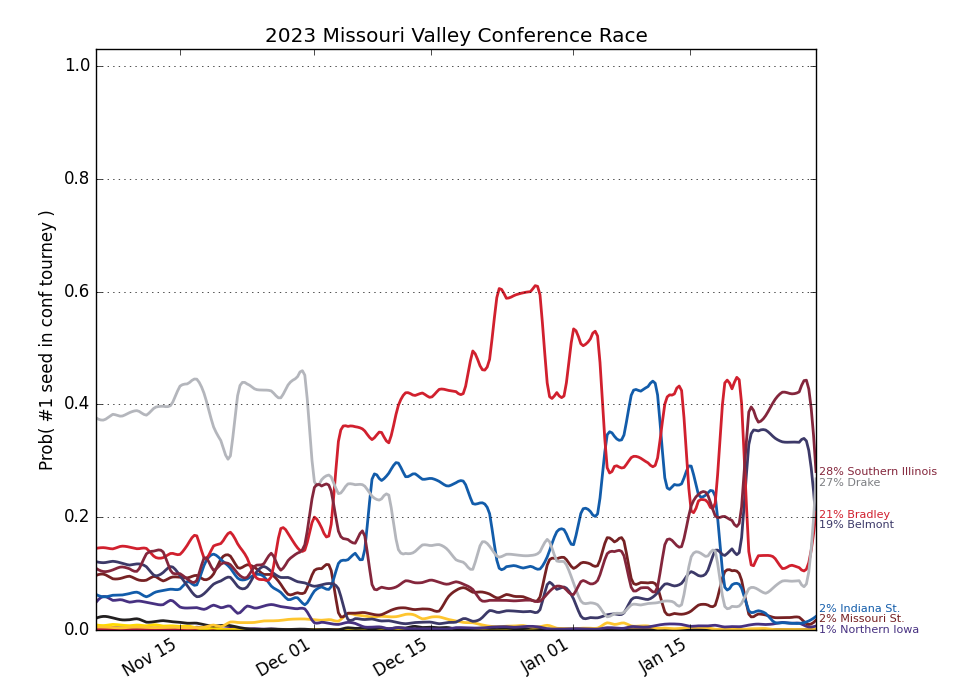 2023 Missouri Valley Conference Race
Prob( #1 seed in conf tourney )
1.0
0.8
0.6
0.4
0.2
0.0
Nov 15
Dec 01
Dec 15
Jan 01
Jan 15
28% Southern Illinois
27% Drake
21% Bradley
19% Belmont
2% Indiana St.
2% Missouri St.
1% Northern Iowa